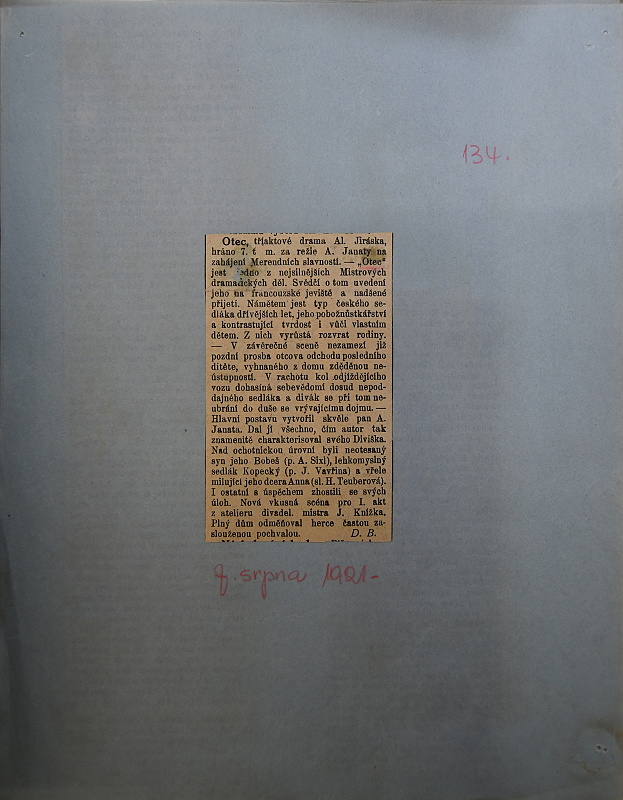 134.
Otec, tříaktové drama Al. Jiráska,
hráno 7. t m. za režie A. Janaty na
zahájení Merendních slavností. — „Otec“
jest jedno z nejsilnějších Mistrových
dramatických děl. Svědčí o tom uvedení
jeho na francouzské jeviště a nadšené
přijetí. Námětem jest typ českého se-
dláka dřívějších let, jeho pobožnůstkářství
a kontrastující tvrdost i vůči vlastním
dětem. Z nich vyrůstá rozvrat rodiny.
— V závěrečné sceně nezamezí již
pozdní prosba otcova odchodu posledního
dítěte, vyhnaného z domu zděděnou ne-
ústupností. V rachotu kol odjíždějícího
vozu dohasíná sebevědomí dosud nepod-
dajného sedláka a divák se při tom ne-
ubrání do duše se vrývajícímu dojmu. —
Hlavní postavu vytvořil skvěle pan A.
Janata. Dal jí všechno, čím autor tak
znamenitě charakterisoval svého Diviška.
Nad ochotnickou úrovní byli neotesaný
syn jeho Bobeš (p. A. Sixl), lehkomyslný
sedlák Kopecký (p. J. Vavřina) a vřele
milující jeho dcera Anna (sl. H. Teuberová).
I ostatní s úspěchem zhostili se svých
úloh. Nová vkusná scéna pro I. akt
z atelieru divadel. mistra J. Knížka.
Plný dům odměňoval herce častou za-
slouženou pochvalou. D. B.
srpna 1921-